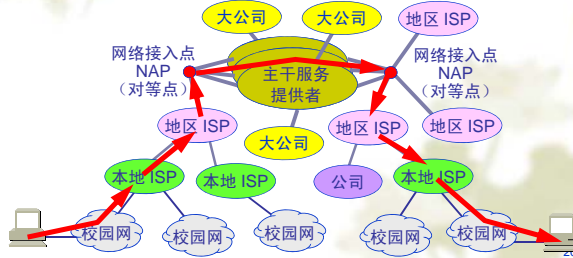 大公司
大公司
地区 ISP
网络接入点
NAP
（对等点）
主干服务
提供者
网络接入点
NAP
（对等点）
地区 ISP
大公司
地区 ISP
地区 ISP
本地 ISP
本地 ISP
公司
本地 ISP
校园网
校园网
校园网
校园网
校园网